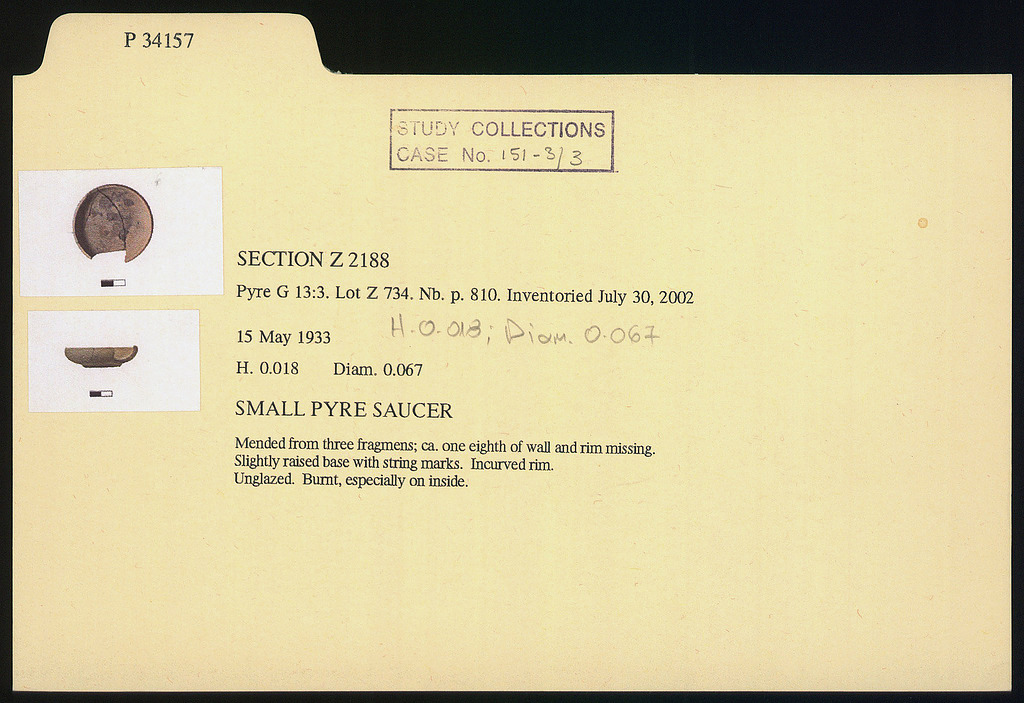 P 34157
STUDY COLLECTIONS
CASE No. 151-3/3
SECTION Z 2188
Pyre G 13:3. Lot Z 734. Nb. p. 810. Inventoried July 30, 2002
H. 0.018; Diam. 0.067
15 May 1933
H. 0.018 Diam. 0.067
SMALL PYRE SAUCER
Mended from three fragmens; ca. one eighth of wall and rim missing.
Slightly raised base with string marks. Incurved rim.
Unglazed. Burnt, especially on inside.